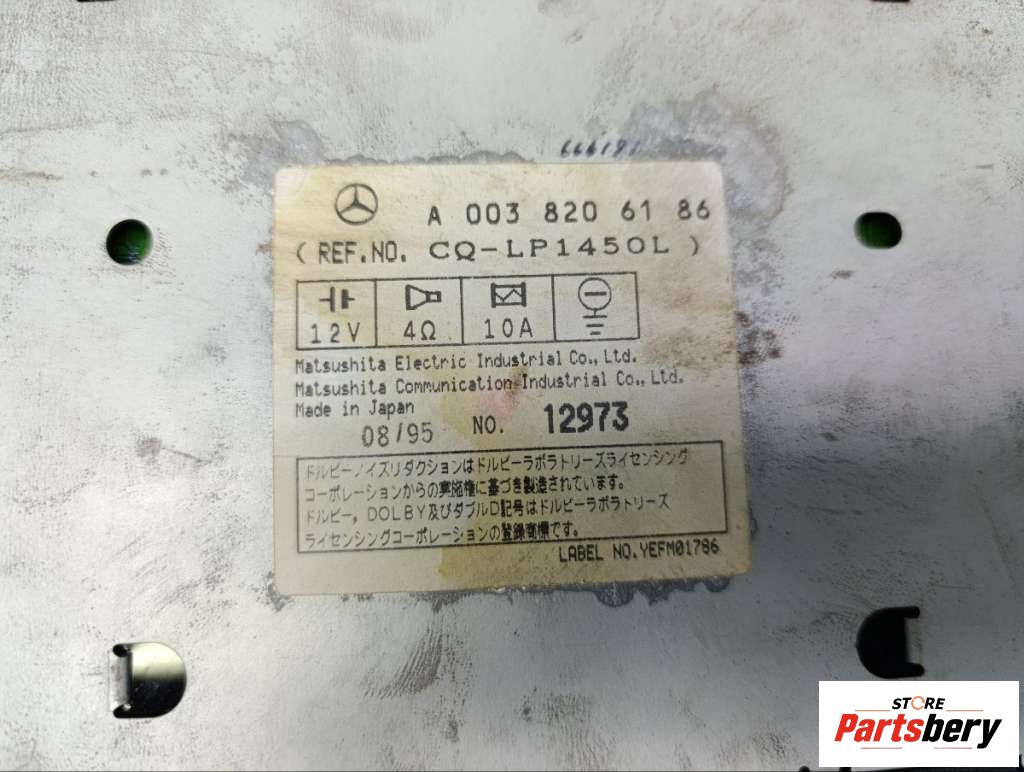 A 003 820 61 86
( REF.NO. CQ-LP1450L )
12V 4Ω 10A
Matsushita Electric Industrial Co., Ltd.
Matsushita Communication Industrial Co., Ltd.
Made in Japan
08/95 NO. 12973
ドルビーノイズリダクションはドルビーラボラトリーズライセンシング
コーポレーションからの実施権に基づき製造されています。
ドルビー, DOLBY及びダブルD記号はドルビーラボラトリーズ
ライセンシングコーポレーションの登録商標です。
LABEL NO.YEFM01786
STORE
Partsbery